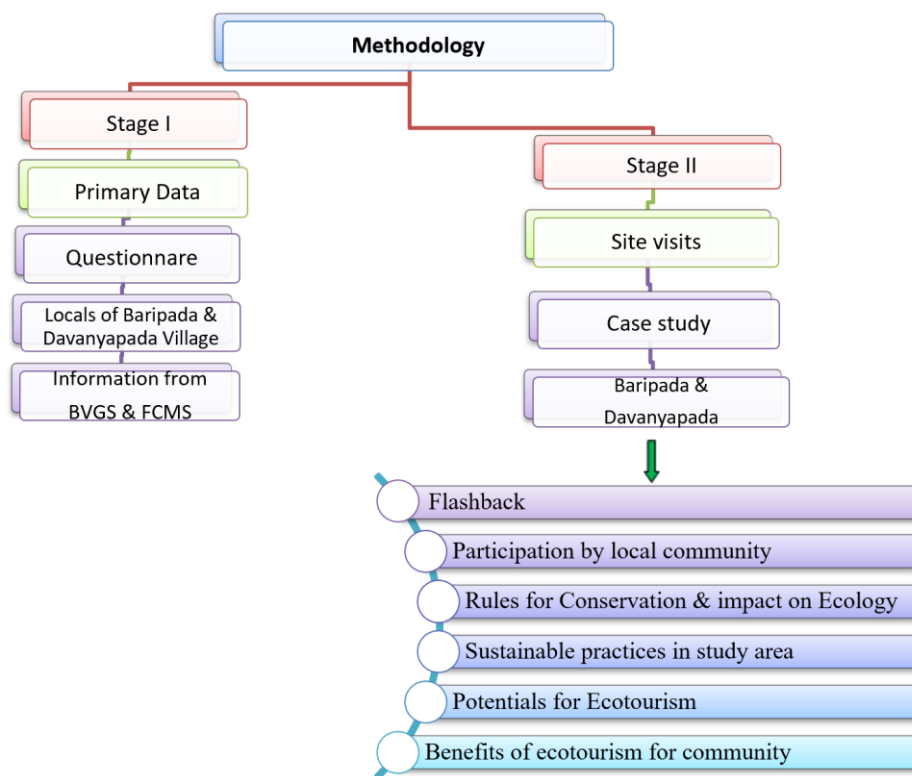 Methodology
Stage I
Primary Data
Questionnare
Locals of Baripada &
Davanyapada Village
Information from
BVGS & FCMS
Stage II
Site visits
Case study
Baripada &
Davanyapada
Flashback
Participation by local community
Rules for Conservation & impact on Ecology
Sustainable practices in study area
Potentials for Ecotourism
Benefits of ecotourism for community